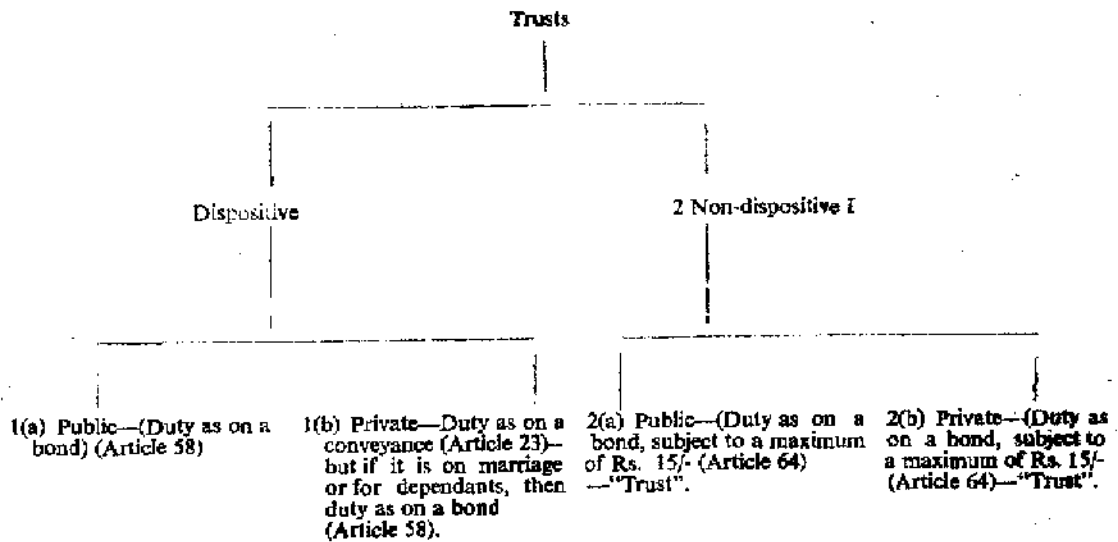 Trusts
Dispositive
2 Non-dispositive I
1(a) Public—(Duty as on a
bond) (Article 58)
1(b) Private—Duty as on a
conveyance (Article 23)—
but if it is on marriage
or for dependants, then
duty as on a bond
(Article 58).
2(a) Public—(Duty as on a
bond, subject to a maximum
of Rs. 15/- (Article 64)
—"Trust".
2(b) Private—(Duty as
on a bond, subject to
a maximum of Rs. 15/-
(Article 64)—"Trust".